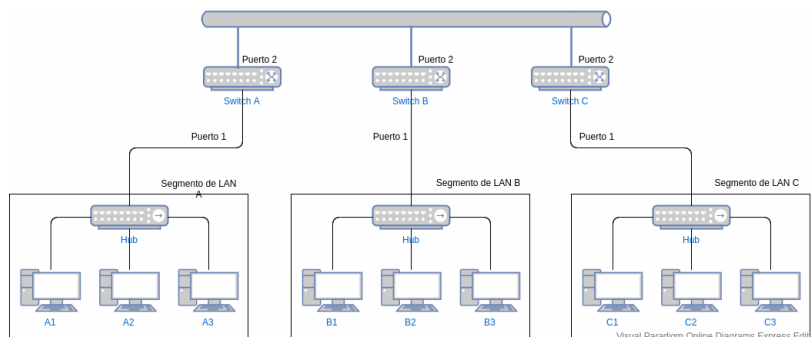 Puerto 2
Puerto 2
Puerto 2
Switch A
Switch B
Switch C
Puerto 1
Puerto 1
Puerto 1
Segmento de LAN
A
Segmento de LAN B
Segmento de LAN C
Hub
Hub
Hub
A1
A2
A3
B1
B2
B3
C1
C2
C3
Visual Paradigm Online Diagrams Express Edit